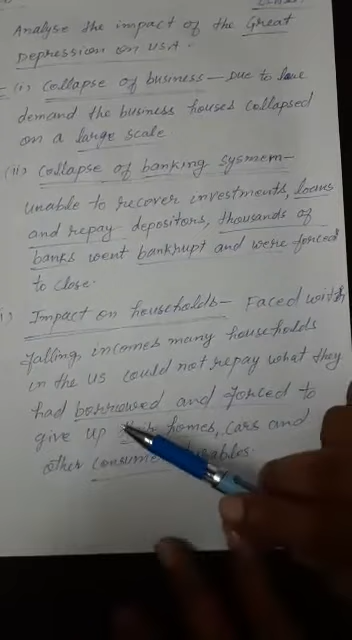 Analyse the impact of the Great
Depression on USA.
(i) Collapse of business - Due to low
demand the business houses collapsed
on a large scale
(ii) Collapse of banking sysmem -
unable to recover investments, loans
and repay depositors, thousands of
banks went bankrupt and were forced
to close.
i) Impact on households - Faced with
falling incomes many households
in the US could not repay what they
had borrowed and forced to
give up their homes, cars and
other consumer durables.